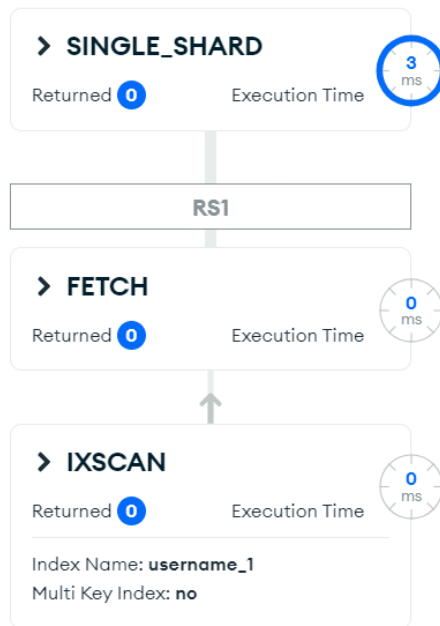 SINGLE_SHARD
3
ms
Returned 0 Execution Time
RS1
FETCH
0
ms
Returned 0 Execution Time
IXSCAN
0
ms
Returned 0 Execution Time
Index Name: username_1
Multi Key Index: no